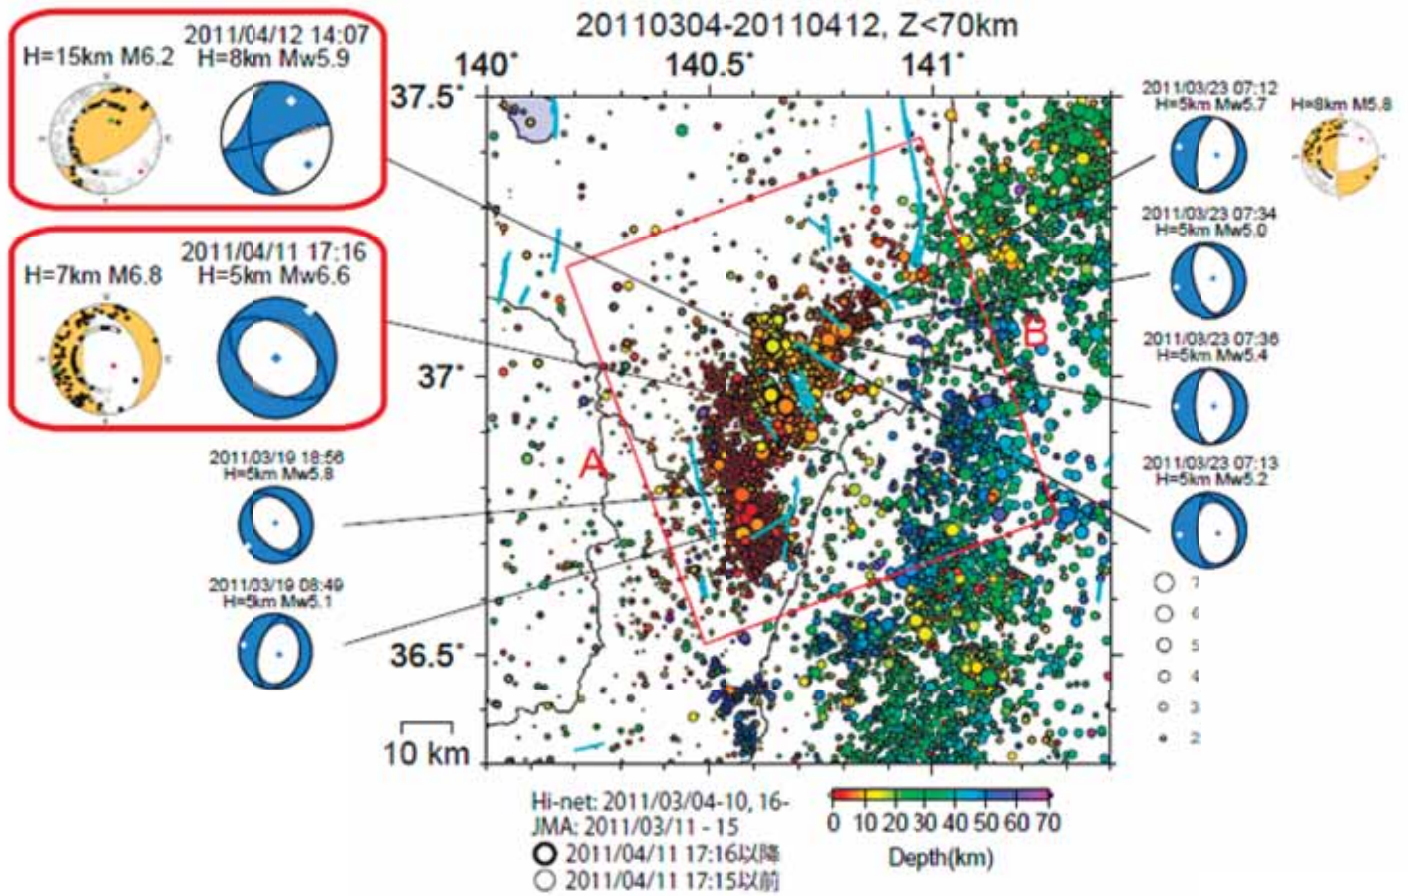 20110304-20110412, Z<70km
140˚ 140.5˚ 141˚
37.5˚
37˚
36.5˚
2011/04/12 14:07
H=15km M6.2 H=8km Mw5.9
2011/04/11 17:16
H=7km M6.8 H=5km Mw6.6
2011/03/19 18:56
H=5km Mw5.8
2011/03/19 08:49
H=5km Mw5.1
A
B
2011/03/23 07:12
H=5km Mw5.7 H=8km M5.8
2011/03/23 07:34
H=5km Mw5.0
2011/03/23 07:36
H=5km Mw5.4
2011/03/23 07:13
H=5km Mw5.2
7
6
5
4
3
2
10 km
Hi-net: 2011/03/04-10, 16-
JMA: 2011/03/11 - 15
2011/04/11 17:16以降
2011/04/11 17:15以前
0 10 20 30 40 50 60 70
Depth(km)